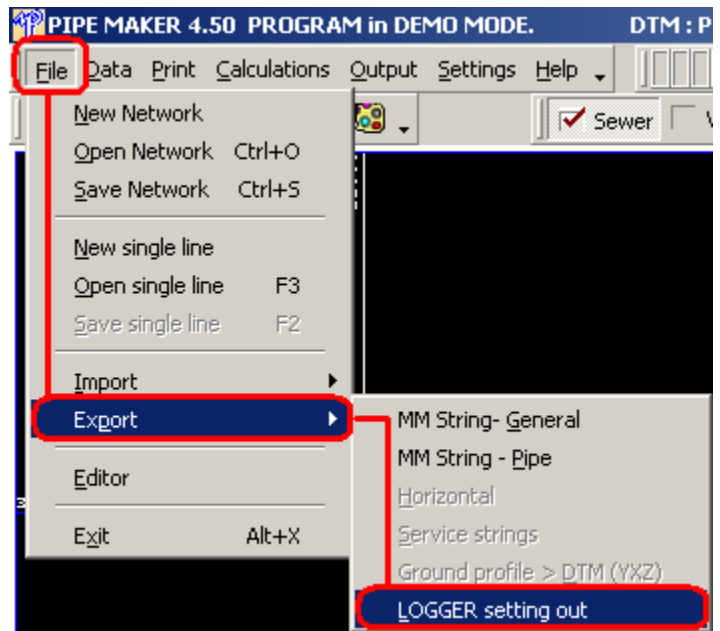 PIPE MAKER 4.50 PROGRAM in DEMO MODE. DTM : P
File Data Print Calculations Output Settings Help
Sewer
New Network
Open Network Ctrl+O
Save Network Ctrl+S
New single line
Open single line F3
Save single line F2
Import
Export
Editor
Exit Alt+X
MM String- General
MM String - Pipe
Horizontal
Service strings
Ground profile > DTM (YXZ)
LOGGER setting out